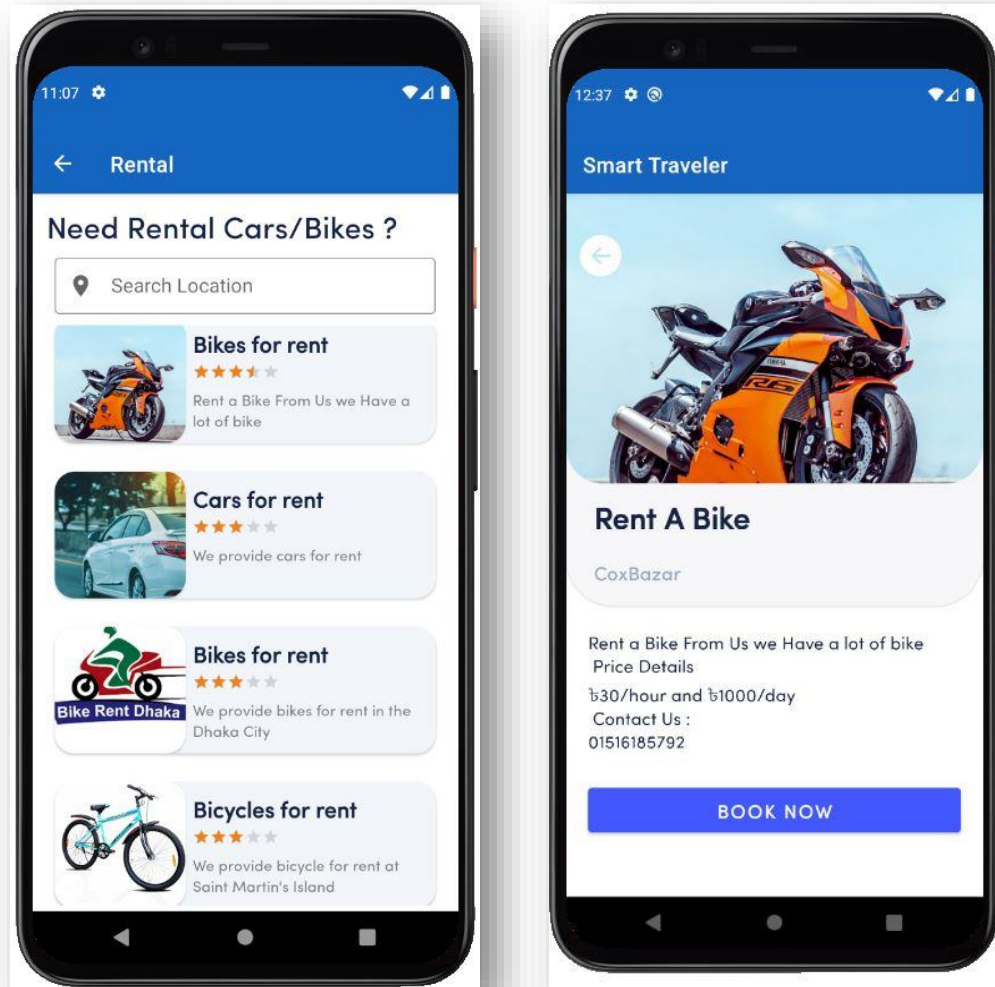 11:07
Rental
Need Rental Cars/Bikes ?
Search Location
Bikes for rent
Rent a Bike From Us we Have a
lot of bike
Cars for rent
We provide cars for rent
Bike Rent Dhaka
Bikes for rent
We provide bikes for rent in the
Dhaka City
Bicycles for rent
We provide bicycle for rent at
Saint Martin's Island
12:37
Smart Traveler
YAMAHA
R6
Rent A Bike
CoxBazar
Rent a Bike From Us we Have a lot of bike
Price Details
৳30/hour and ৳1000/day
Contact Us :
01516185792
BOOK NOW